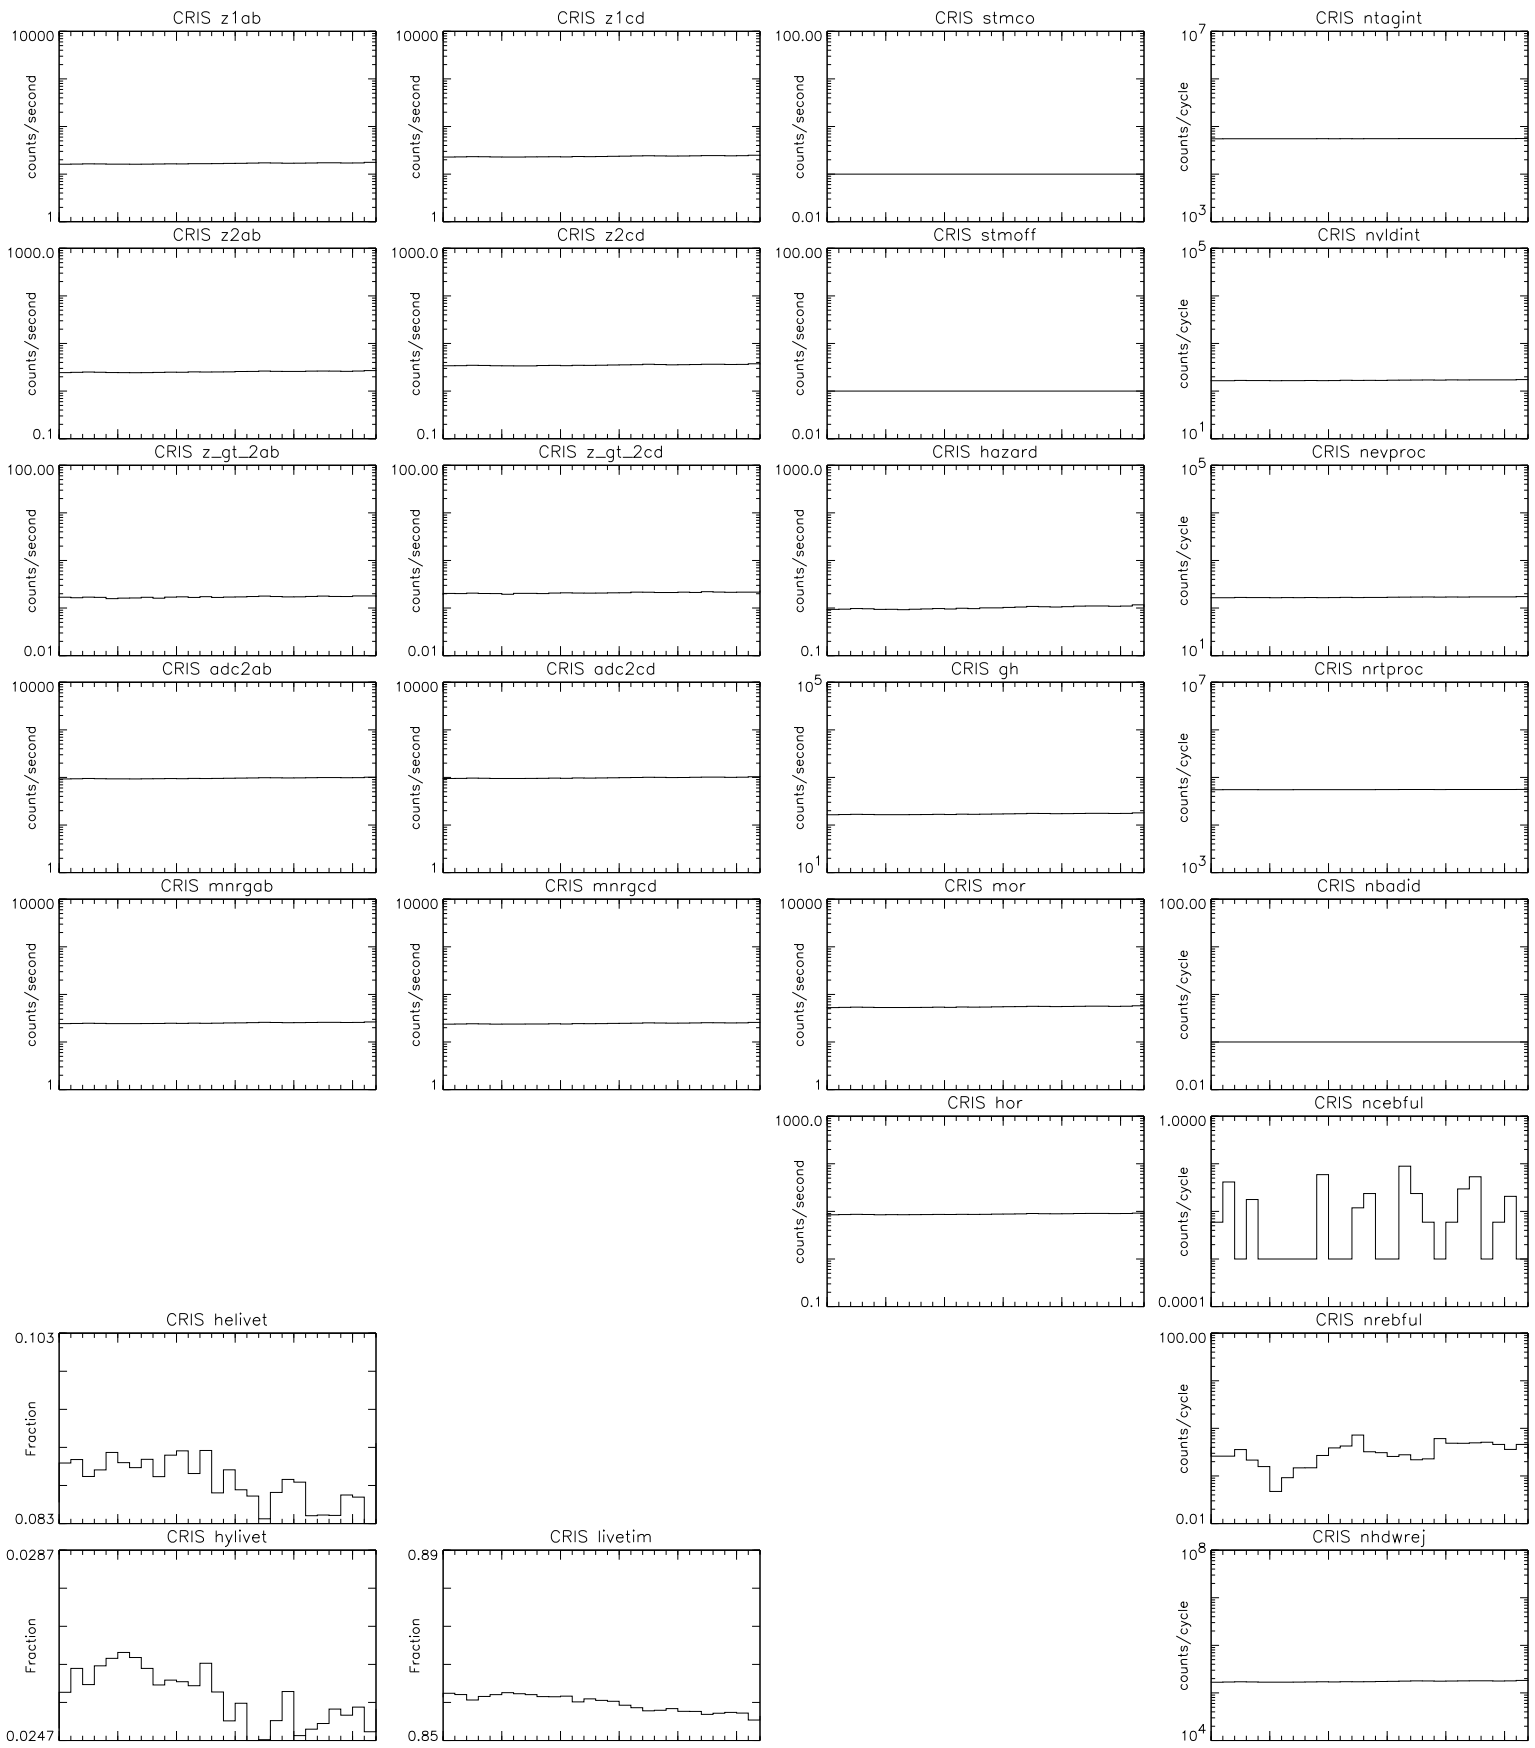 CRIS z1ab
10000
counts/second
1
CRIS z1cd
10000
counts/second
1
CRIS stmco
100.00
counts/second
0.01
CRIS ntagint
10^7
counts/cycle
10^3
CRIS z2ab
1000.0
counts/second
0.1
CRIS z2cd
1000.0
counts/second
0.1
CRIS stmoff
100.00
counts/second
0.01
CRIS nvldint
10^5
counts/cycle
10^1
CRIS z_gt_2ab
100.00
counts/second
0.01
CRIS z_gt_2cd
100.00
counts/second
0.01
CRIS hazard
1000.0
counts/second
0.1
CRIS nevproc
10^5
counts/cycle
10^1
CRIS adc2ab
10000
counts/second
1
CRIS adc2cd
10000
counts/second
1
CRIS gh
10^5
counts/second
10^1
CRIS nrtproc
10^7
counts/cycle
10^3
CRIS mnrgab
10000
counts/second
1
CRIS mnrgcd
10000
counts/second
1
CRIS mor
10000
counts/second
1
CRIS nbadid
100.00
counts/cycle
0.01
CRIS hor
1000.0
counts/second
0.1
CRIS ncebful
1.0000
counts/cycle
0.0001
CRIS helivet
0.103
Fraction
0.083
CRIS nrebful
100.00
counts/cycle
0.01
CRIS hylivet
0.0287
Fraction
0.0247
CRIS livetim
0.89
Fraction
0.85
CRIS nhdwrej
10^8
counts/cycle
10^4